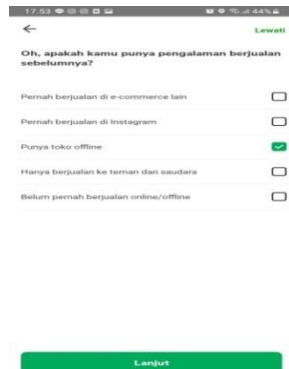 17.53
44%
Lewati
Oh, apakah kamu punya pengalaman berjualan
sebelumnya?
Pernah berjualan di e-commerce lain
Pernah berjualan di Instagram
Punya toko offline
Hanya berjualan ke teman dan saudara
Belum pernah berjualan online/offline
Lanjut